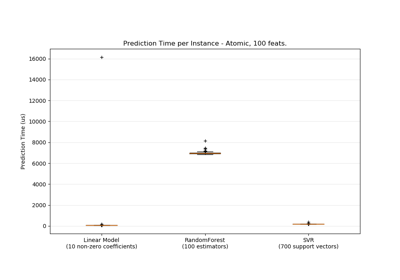 Prediction Time per Instance - Atomic, 100 feats.
16000
14000
12000
10000
8000
6000
4000
2000
0
Prediction Time (us)
Linear Model
(10 non-zero coefficients)
RandomForest
(100 estimators)
SVR
(700 support vectors)